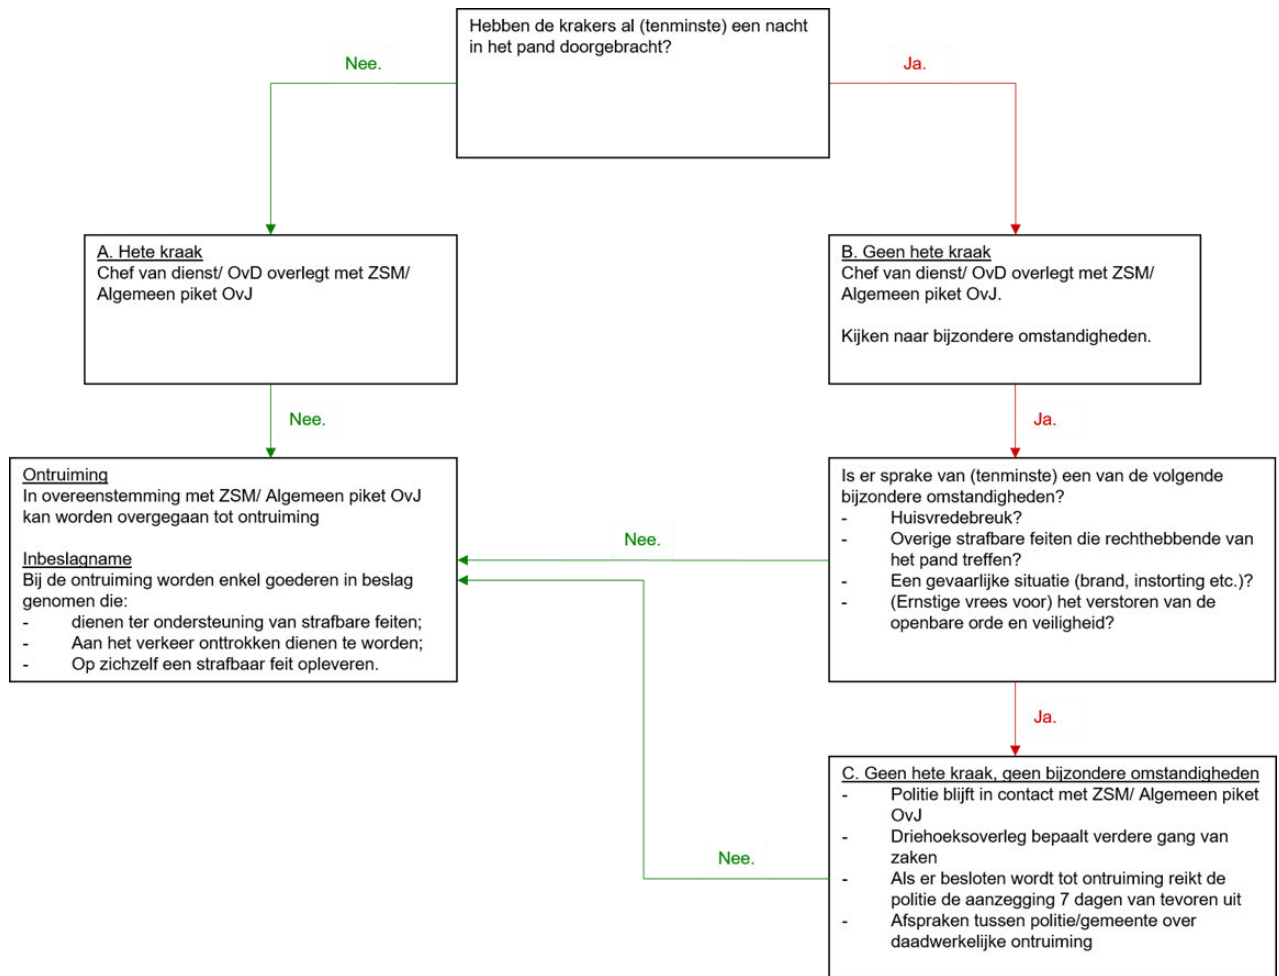 Hebben de krakers al (tenminste) een nacht
in het pand doorgebracht?
Nee.
Ja.
A. Hete kraak
Chef van dienst/ OvD overlegt met ZSM/
Algemeen piket OvJ
B. Geen hete kraak
Chef van dienst/ OvD overlegt met ZSM/
Algemeen piket OvJ.
Kijken naar bijzondere omstandigheden.
Nee.
Ja.
Ontruiming
In overeenstemming met ZSM/ Algemeen piket OvJ
kan worden overgegaan tot ontruiming
Inbeslagname
Bij de ontruiming worden enkel goederen in beslag
genomen die:
- dienen ter ondersteuning van strafbare feiten;
- Aan het verkeer onttrokken dienen te worden;
- Op zichzelf een strafbaar feit opleveren.
Nee.
Is er sprake van (tenminste) een van de volgende
bijzondere omstandigheden?
- Huisvredebreuk?
- Overige strafbare feiten die rechthebbende van
het pand treffen?
- Een gevaarlijke situatie (brand, instorting etc.)?
- (Ernstige vrees voor) het verstoren van de
openbare orde en veiligheid?
Ja.
Nee.
C. Geen hete kraak, geen bijzondere omstandigheden
- Politie blijft in contact met ZSM/ Algemeen piket
OvJ
- Driehoeksoverleg bepaalt verdere gang van
zaken
- Als er besloten wordt tot ontruiming reikt de
politie de aanzegging 7 dagen van tevoren uit
- Afspraken tussen politie/gemeente over
daadwerkelijke ontruiming